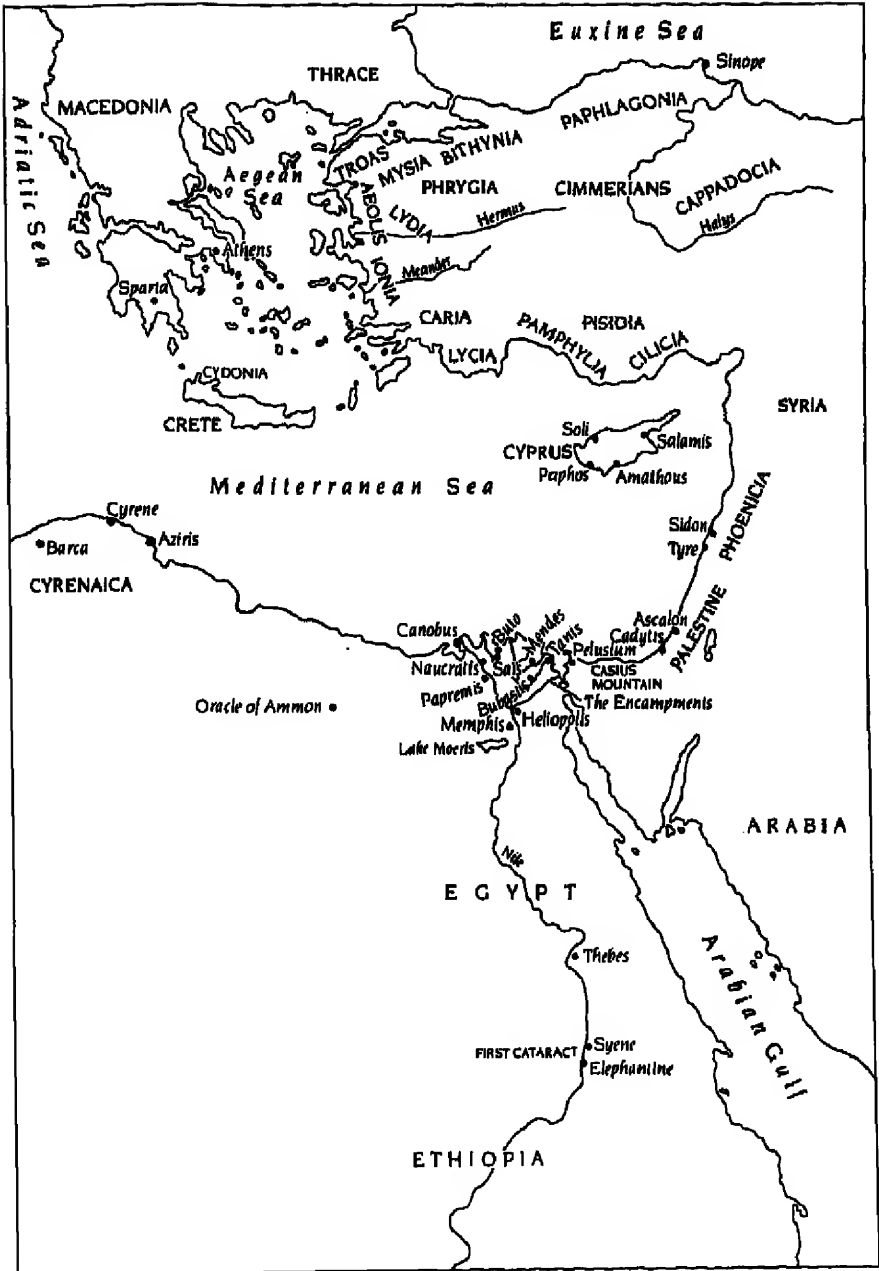 Euxine Sea
Sinope
THRACE
MACEDONIA
PAPHLAGONIA
Adriatic Sea
BITHYNIA
TROAS
MYSIA
Aegean
Sea
PHRYGIA
CIMMERIANS
CAPPADOCIA
AEOLIS
LYDIA
Hermus
Halys
Athens
IONIA
Meander
Sparta
CARIA
PISIDIA
PAMPHYLIA
CILICIA
LYCIA
CYDONIA
CRETE
SYRIA
Soli
Salamis
CYPRUS
Paphos
Amathous
Mediterranean Sea
PHOENICIA
Cyrene
Sidon
Barca
Aziris
Tyre
CYRENAICA
PALESTINE
Ascalon
Cadytis
Canobus
Buto
Mendes
Tanis
Pelusium
Naucratis
Sais
CASIUS
MOUNTAIN
Papremis
Bubastis
The Encampments
Oracle of Ammon
Heliopolis
Memphis
Lake Moeris
ARABIA
Nile
EGYPT
Thebes
Arabian Gulf
Syene
FIRST CATARACT
Elephantine
ETHIOPIA